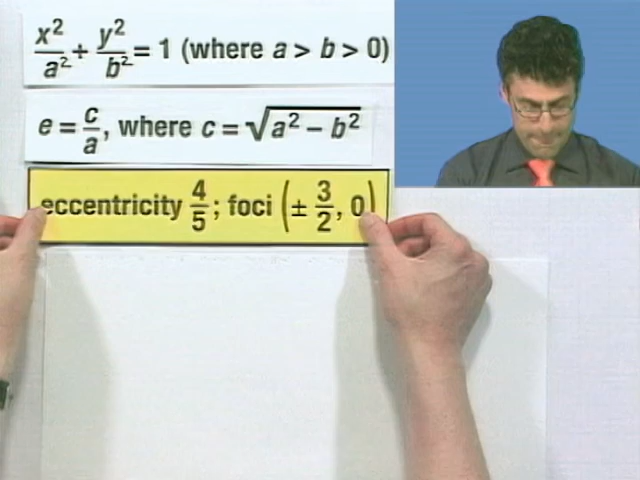 x²/a² + y²/b² = 1 (where a > b > 0)
e = c/a, where c = √a² − b²
eccentricity 4/5; foci (± 3/2, 0)